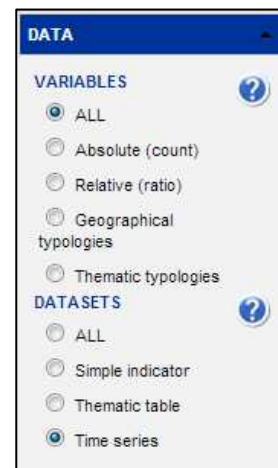 DATA
VARIABLES
?
ALL
Absolute (count)
Relative (ratio)
Geographical
typologies
Thematic typologies
DATASETS
?
ALL
Simple indicator
Thematic table
Time series